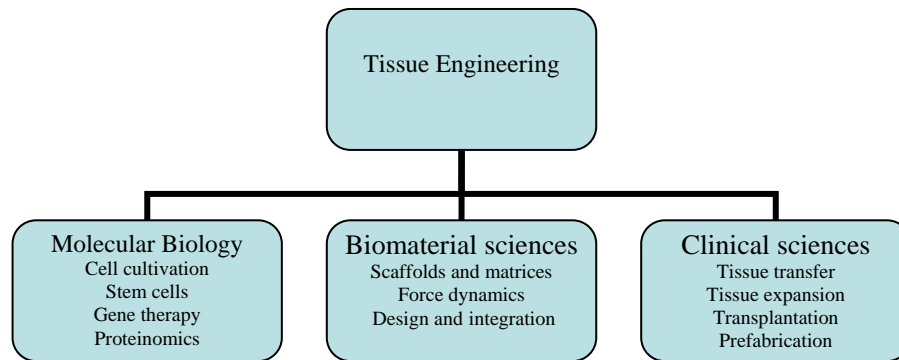 Tissue Engineering
Molecular Biology
Cell cultivation
Stem cells
Gene therapy
Proteinomics
Biomaterial sciences
Scaffolds and matrices
Force dynamics
Design and integration
Clinical sciences
Tissue transfer
Tissue expansion
Transplantation
Prefabrication